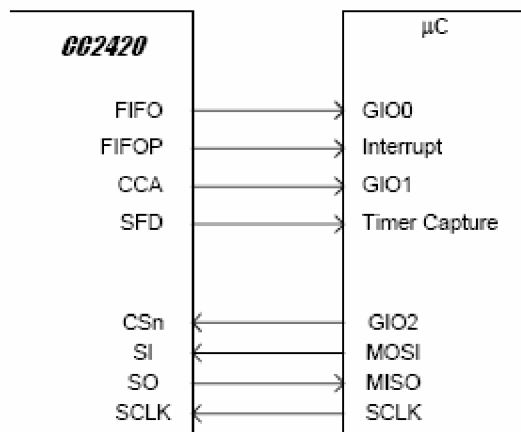 CC2420
µC
FIFO GIO0
FIFOP Interrupt
CCA GIO1
SFD Timer Capture
CSn GIO2
SI MOSI
SO MISO
SCLK SCLK